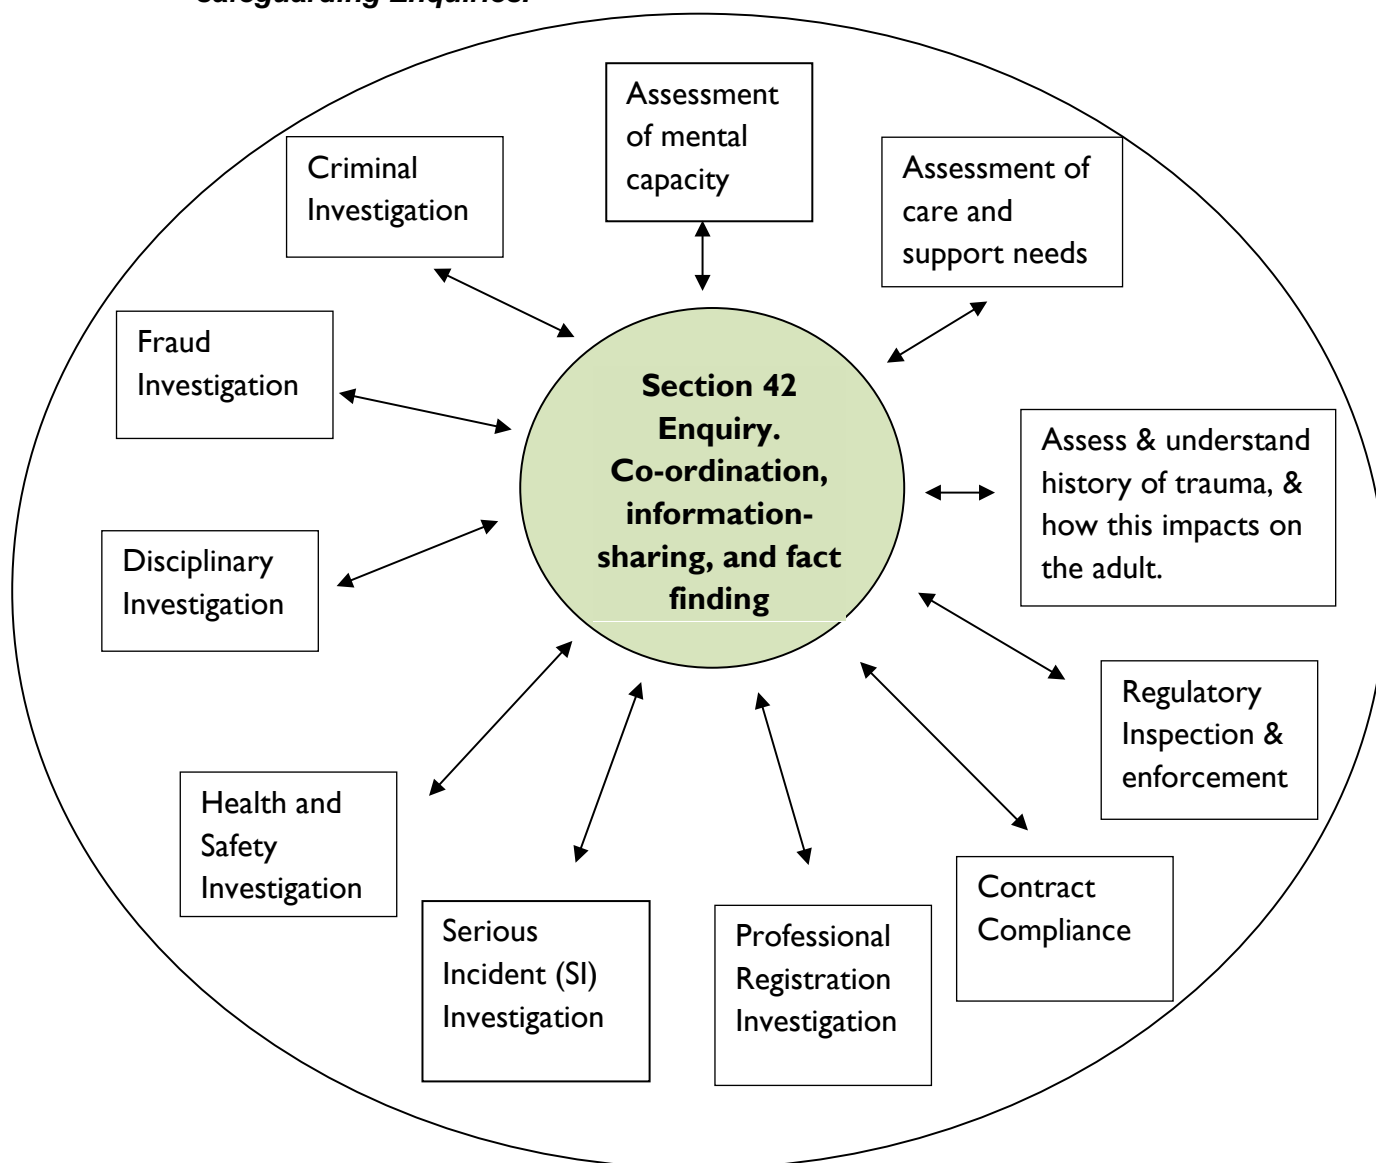 safeguarding Enquiries.
Assessment
of mental
capacity
Criminal
Investigation
Assessment of
care and
support needs
Fraud
Investigation
Section 42
Enquiry.
Co-ordination,
information-
sharing, and fact
finding
Assess & understand
history of trauma, &
how this impacts on
the adult.
Disciplinary
Investigation
Regulatory
Inspection &
enforcement
Health and
Safety
Investigation
Contract
Compliance
Serious
Incident (SI)
Investigation
Professional
Registration
Investigation